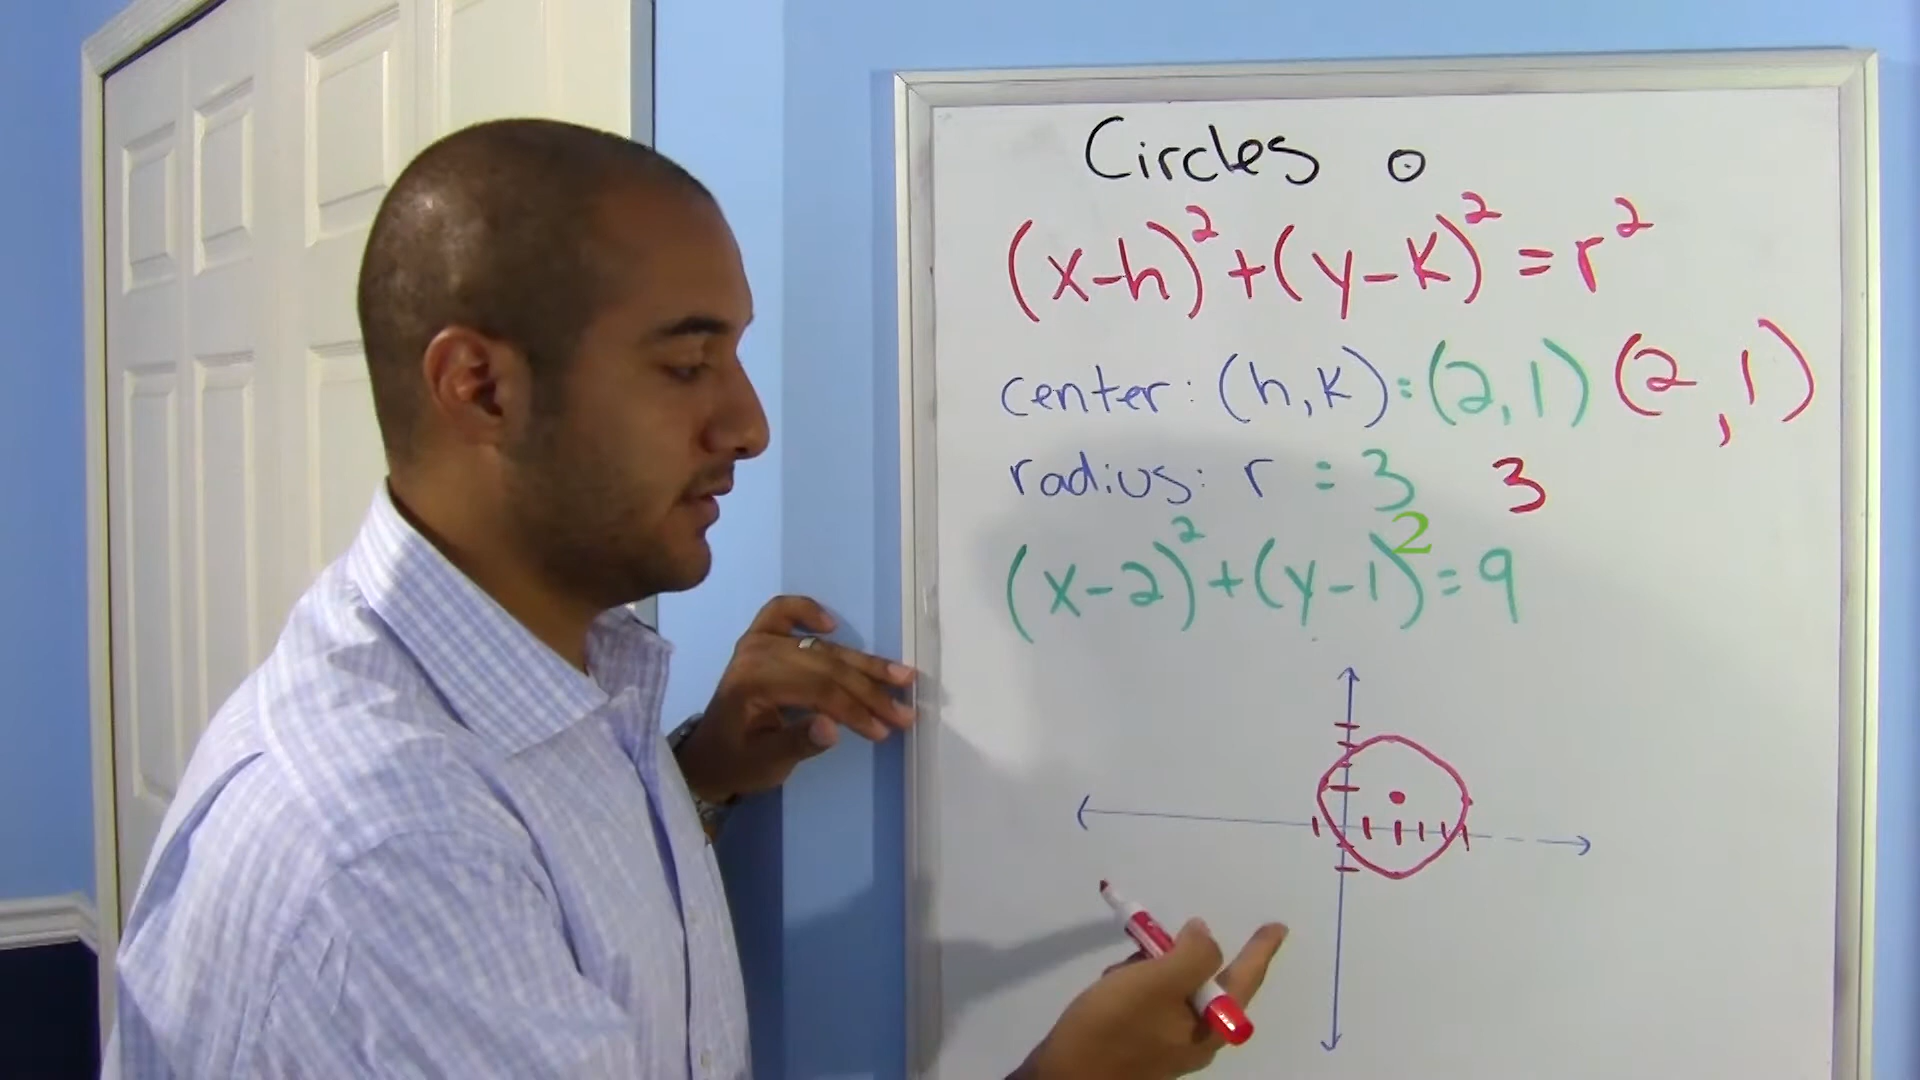 Circles
(x-h)²+(y-k)²=r²
center: (h,k):(2,1) (2,1)
radius: r = 3 3
(x-2)²+(y-1)²=9